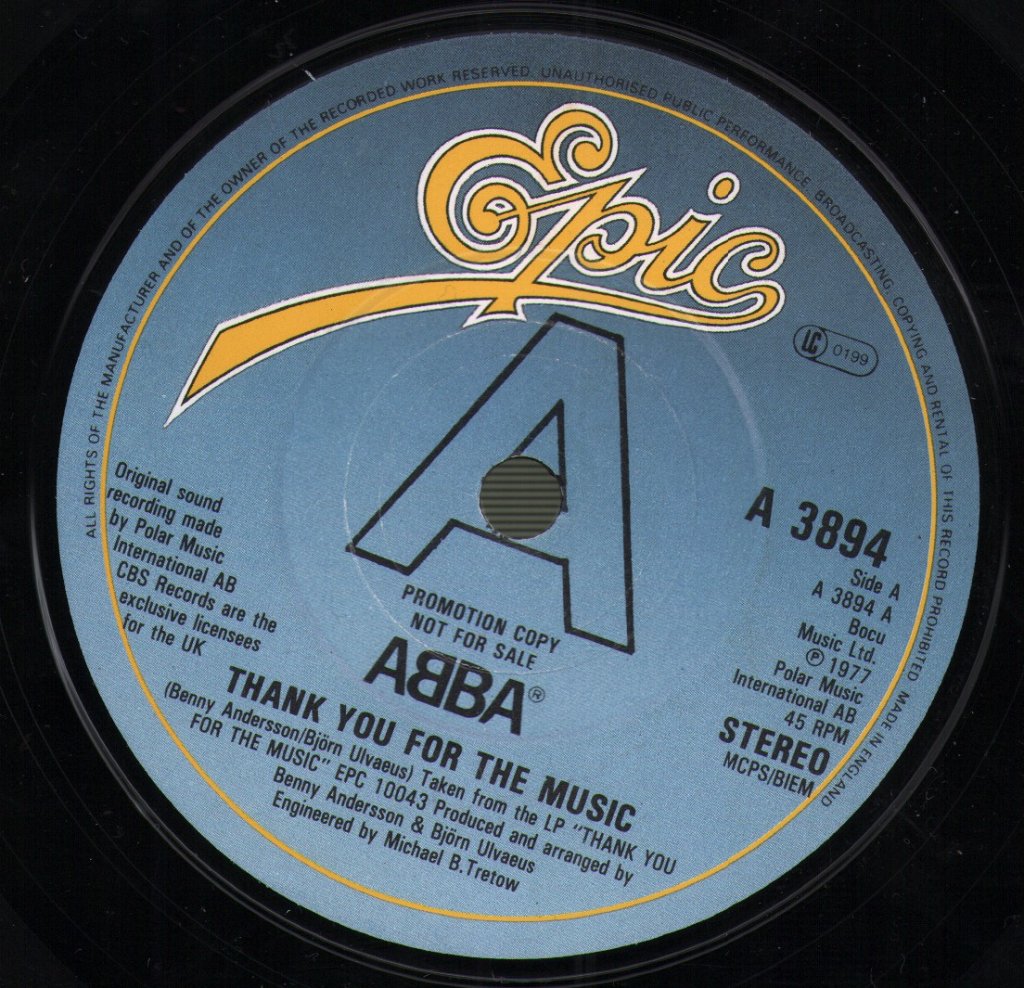 ALL RIGHTS OF THE MANUFACTURER AND OF THE OWNER OF THE RECORDED WORK RESERVED. UNAUTHORISED PUBLIC PERFORMANCE BROADCASTING, COPYING AND RENTAL OF THIS RECORD PROHIBITED. MADE IN ENGLAND
Epic
LC 0199
A
Original sound
recording made
by Polar Music
International AB
CBS Records are the
exclusive licensees
for the UK
A 3894
Side A
A 3894 A
Bocu
Music Ltd.
℗ 1977
Polar Music
International AB
45 RPM
STEREO
MCPS/BIEM
PROMOTION COPY
NOT FOR SALE
ABBA®
THANK YOU FOR THE MUSIC
(Benny Andersson/Björn Ulvaeus) Taken from the LP "THANK YOU
FOR THE MUSIC" EPC 10043 Produced and arranged by
Benny Andersson & Björn Ulvaeus
Engineered by Michael B.Tretow